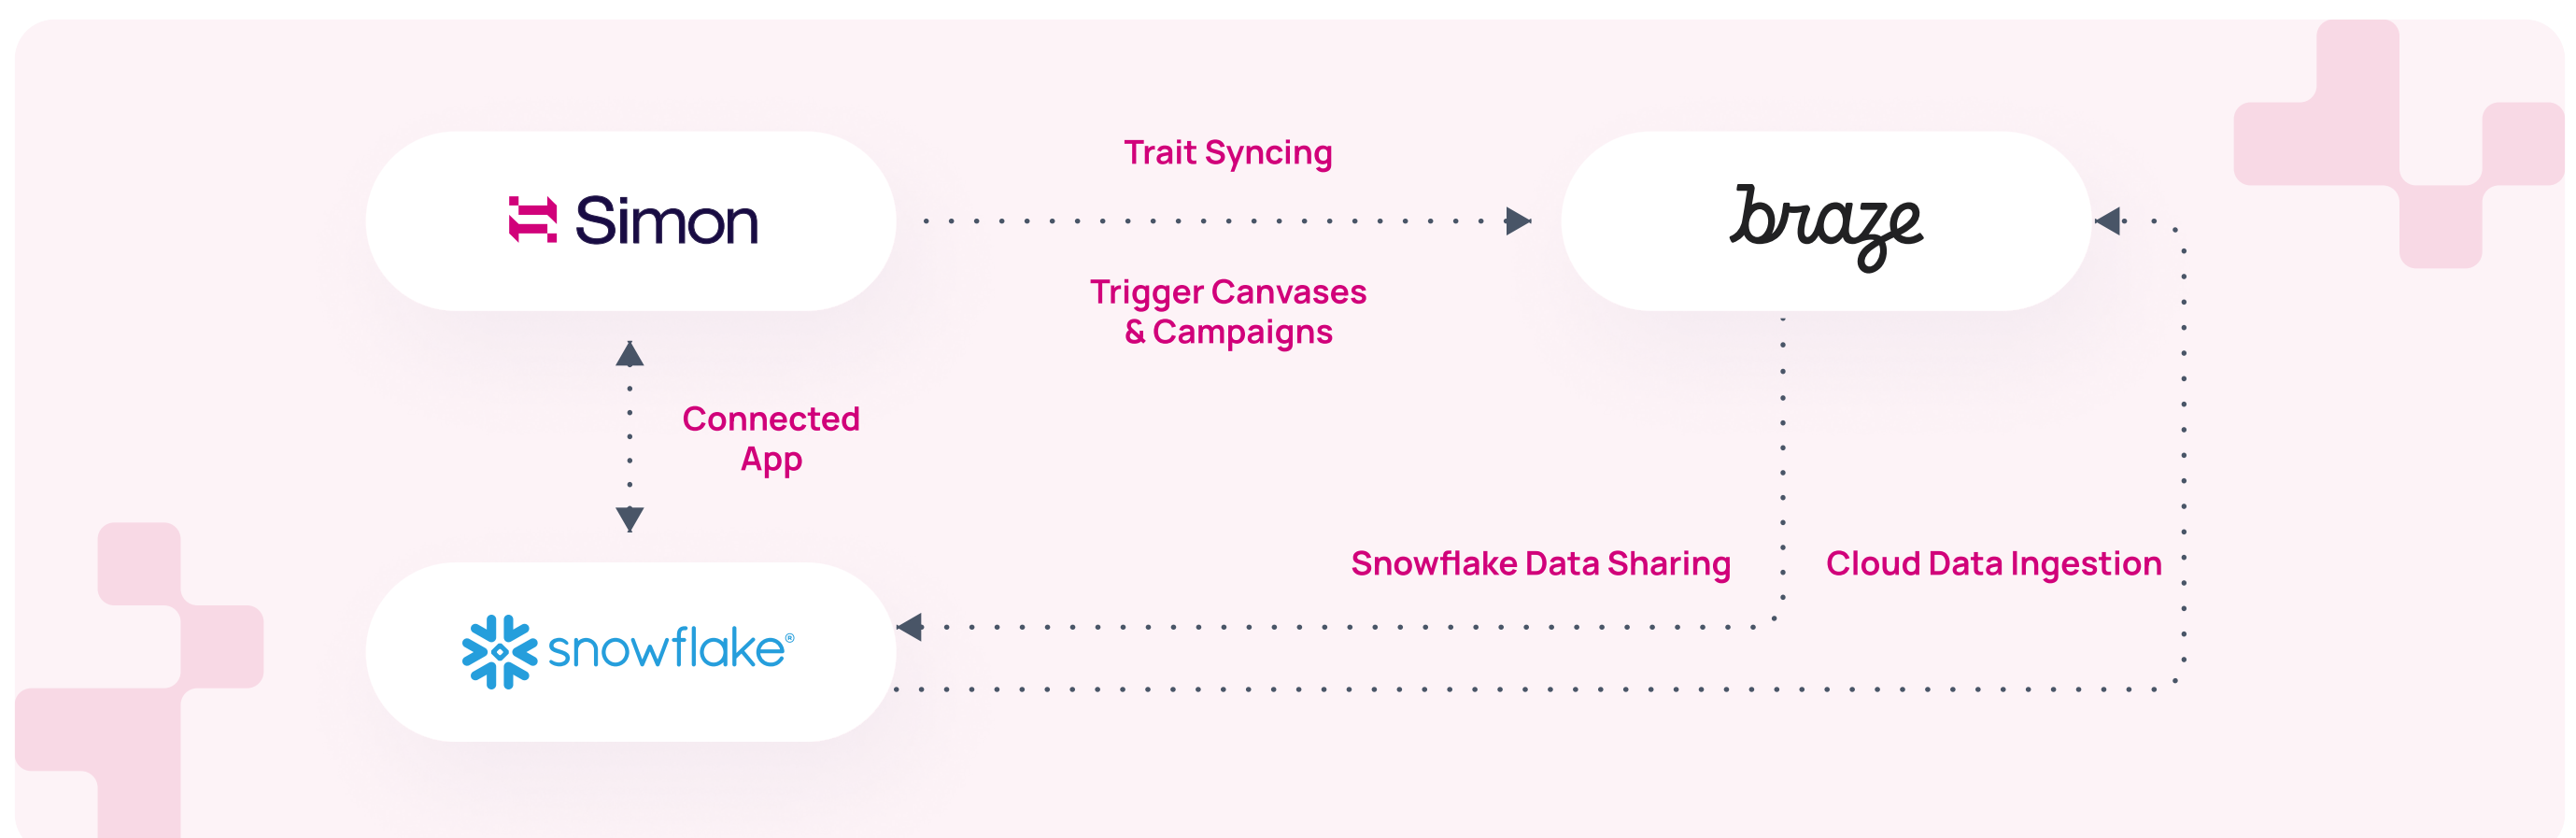 Simon
Trait Syncing
braze
Trigger Canvases
& Campaigns
Connected
App
Snowflake Data Sharing
Cloud Data Ingestion
snowflake®